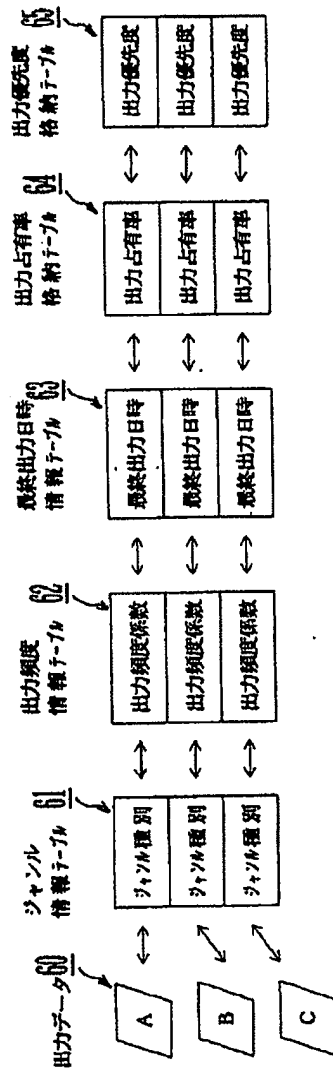 出力データ 60
A
B
C
ジャンル
情報テーブル 61
ジャンル種別
ジャンル種別
ジャンル種別
出力頻度
情報テーブル 62
出力頻度係数
出力頻度係数
出力頻度係数
最終出力日時
情報テーブル 63
最終出力日時
最終出力日時
最終出力日時
出力占有率
格納テーブル 64
出力占有率
出力占有率
出力占有率
出力優先度
格納テーブル 65
出力優先度
出力優先度
出力優先度